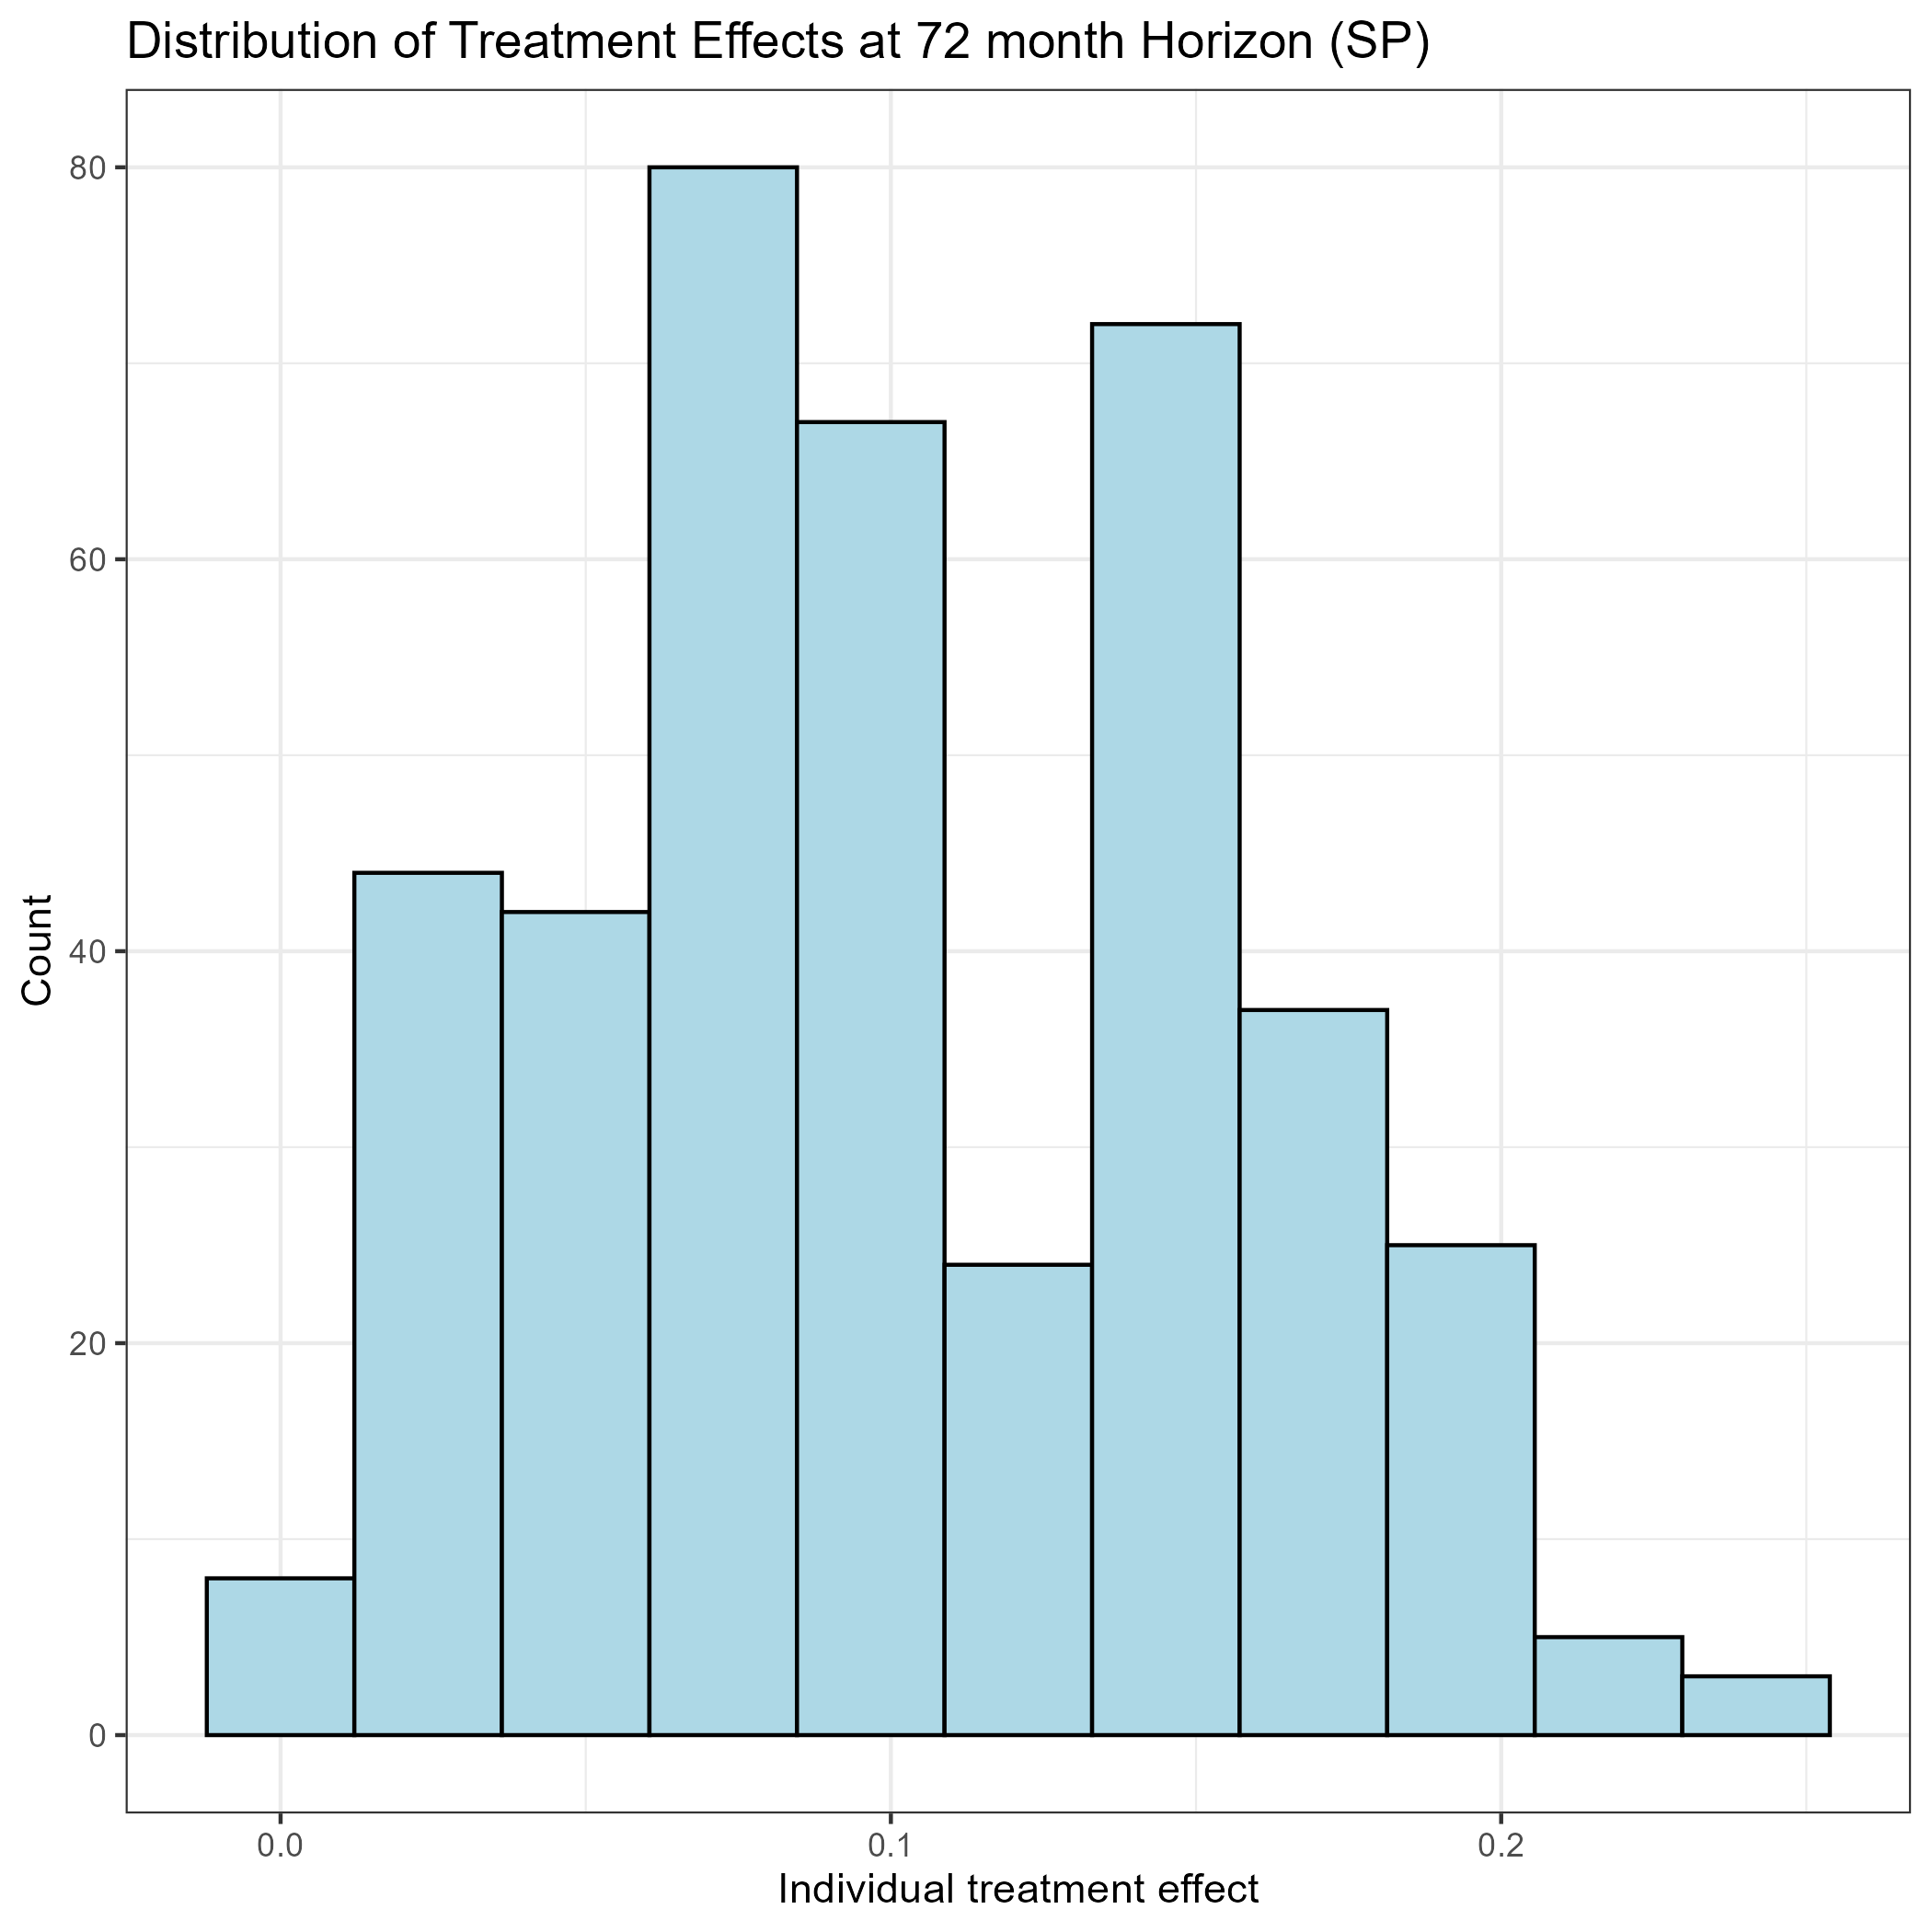 Distribution of Treatment Effects at 72 month Horizon (SP)
80
60
40
20
0
Count
0.0 0.1 0.2
Individual treatment effect